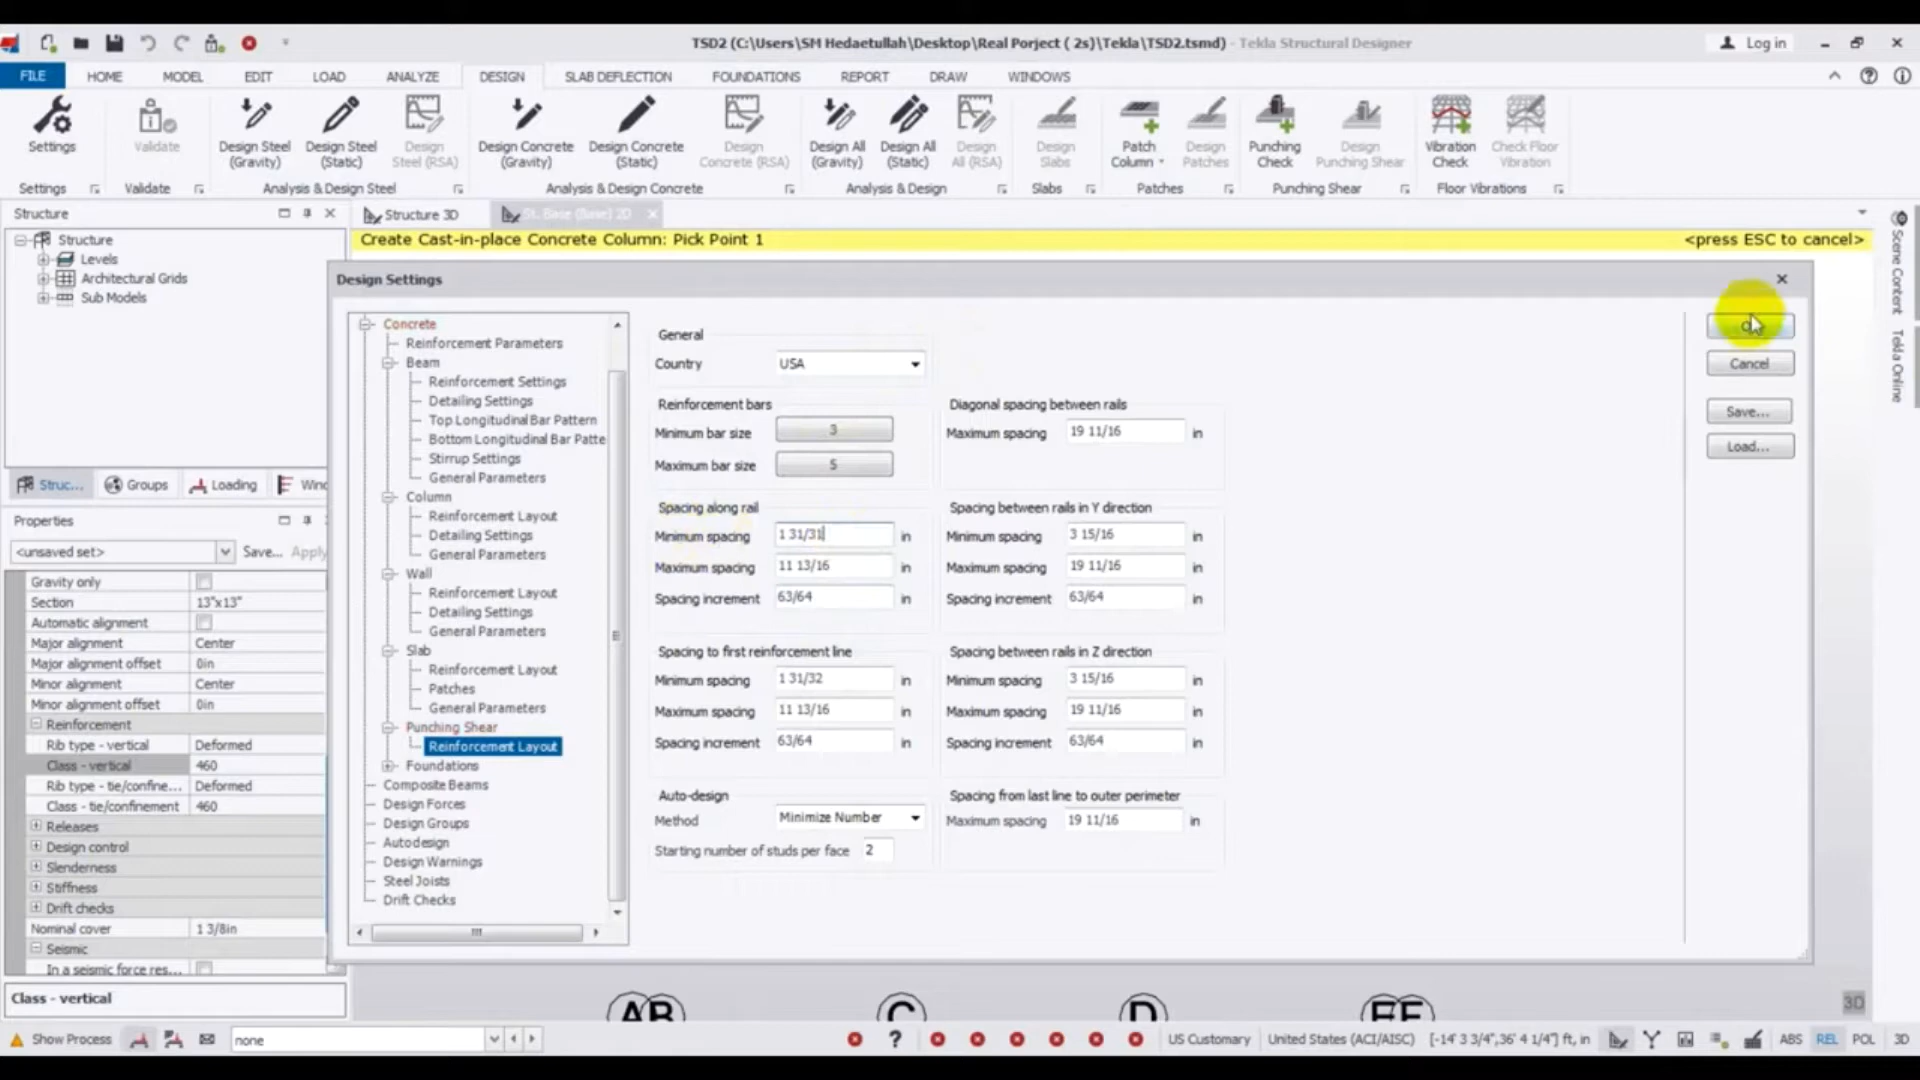 TSD2 (C:\Users\SM Hedaetullah\Desktop\Real Porject ( 2s)\Tekla\TSD2.tsmd) - Tekla Structural Designer
Log in
FILE HOME MODEL EDIT LOAD ANALYZE DESIGN SLAB DEFLECTION FOUNDATIONS REPORT DRAW WINDOWS
Settings
Validate
Design Steel (Gravity)
Design Steel (Static)
Design Steel (RSA)
Design Concrete (Gravity)
Design Concrete (Static)
Design Concrete (RSA)
Design All (Gravity)
Design All (Static)
Design All (RSA)
Design Slabs
Patch Column
Design Patches
Punching Check
Design Punching Shear
Vibration Check
Check Floor Vibration
Settings Validate Analysis & Design Steel Analysis & Design Concrete Analysis & Design Slabs Patches Punching Shear Floor Vibrations
Structure
Structure 3D
St. Base (Base) 2D
Create Cast-in-place Concrete Column: Pick Point 1
<press ESC to cancel>
Structure
Levels
Architectural Grids
Sub Models
Struc... Groups Loading Winc
Properties
<unsaved set> Save... Apply
Gravity only
Section 13"x13"
Automatic alignment
Major alignment Center
Major alignment offset 0in
Minor alignment Center
Minor alignment offset 0in
Reinforcement
Rib type - vertical Deformed
Class - vertical 460
Rib type - tie/confine... Deformed
Class - tie/confinement 460
Releases
Design control
Slenderness
Stiffness
Drift checks
Nominal cover 1 3/8in
Seismic
In a seismic force res...
Class - vertical
Design Settings
Concrete
Reinforcement Parameters
Beam
Reinforcement Settings
Detailing Settings
Top Longitudinal Bar Pattern
Bottom Longitudinal Bar Patte
Stirrup Settings
General Parameters
Column
Reinforcement Layout
Detailing Settings
General Parameters
Wall
Reinforcement Layout
Detailing Settings
General Parameters
Slab
Reinforcement Layout
Patches
General Parameters
Punching Shear
Reinforcement Layout
Foundations
Composite Beams
Design Forces
Design Groups
Autodesign
Design Warnings
Steel Joists
Drift Checks
General
Country USA
Reinforcement bars
Minimum bar size 3
Maximum bar size 5
Diagonal spacing between rails
Maximum spacing 19 11/16 in
Spacing along rail
Minimum spacing 1 31/31 in
Maximum spacing 11 13/16 in
Spacing increment 63/64 in
Spacing between rails in Y direction
Minimum spacing 3 15/16 in
Maximum spacing 19 11/16 in
Spacing increment 63/64 in
Spacing to first reinforcement line
Minimum spacing 1 31/32 in
Maximum spacing 11 13/16 in
Spacing increment 63/64 in
Spacing between rails in Z direction
Minimum spacing 3 15/16 in
Maximum spacing 19 11/16 in
Spacing increment 63/64 in
Auto-design
Method Minimize Number
Starting number of studs per face 2
Spacing from last line to outer perimeter
Maximum spacing 19 11/16 in
Cancel
Save...
Load...
Scene Content
Tekla Online
A B C D E F
3D
Show Process none
US Customary United States (ACI/AISC) [-14' 3 3/4",36' 4 1/4"] ft, in ABS REL POL 3D